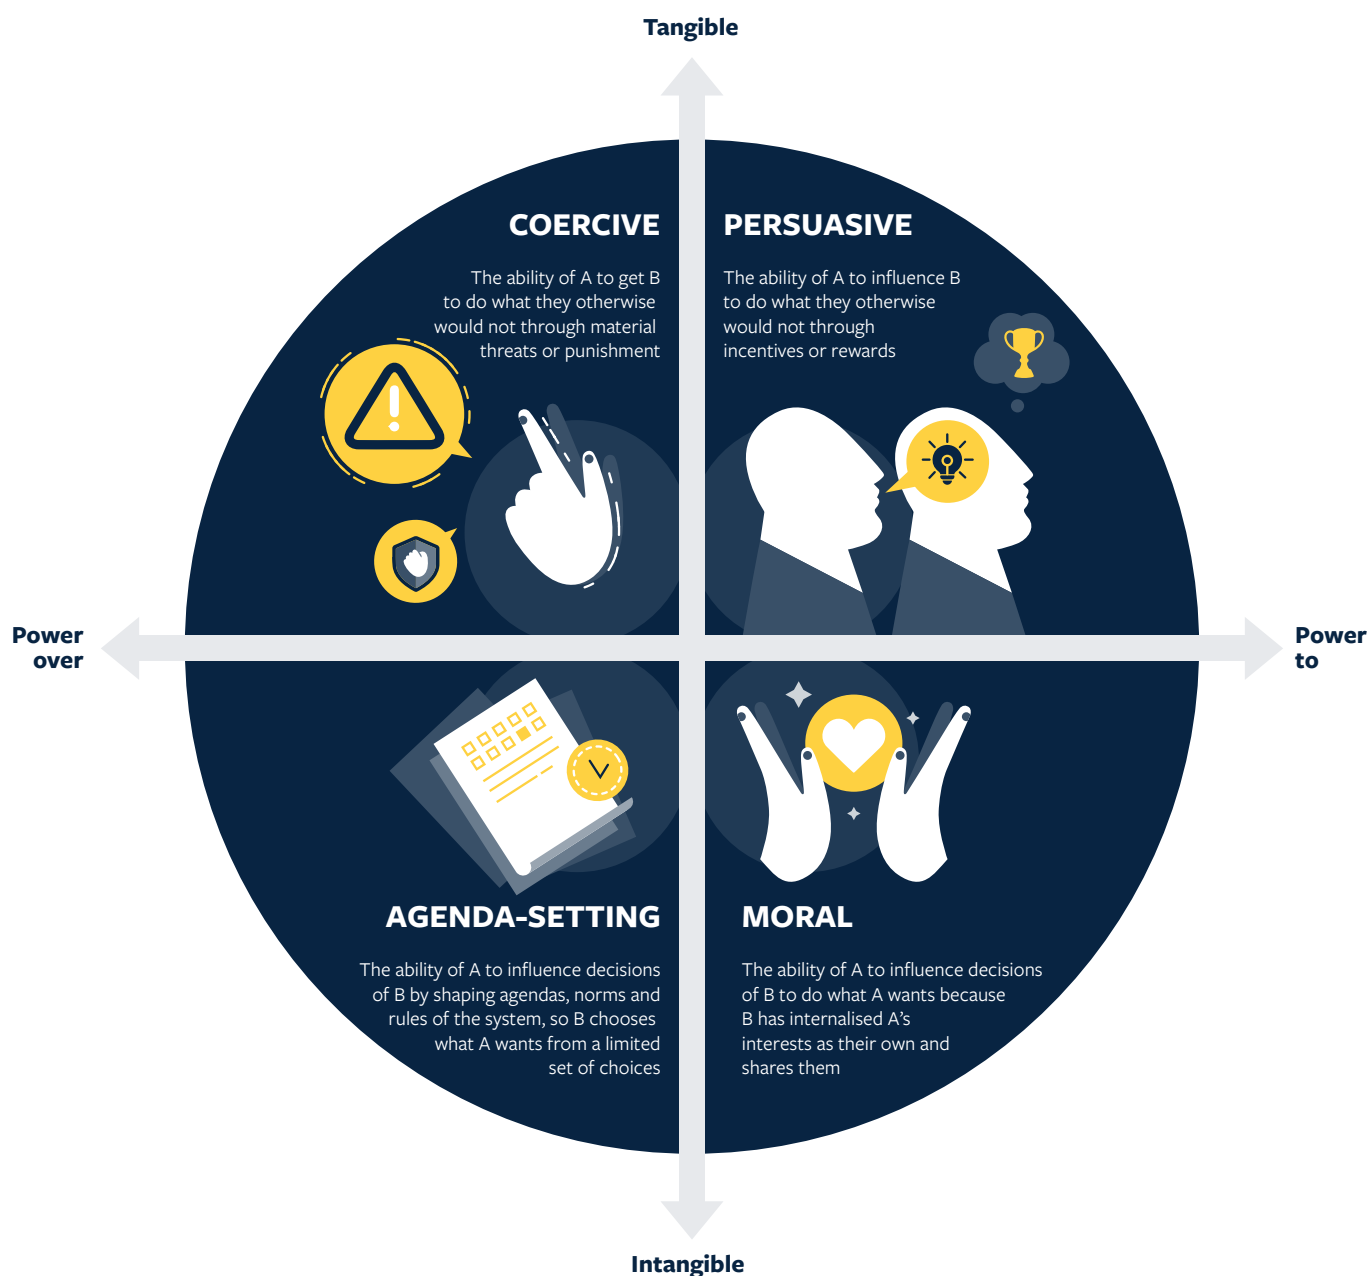 Tangible
COERCIVE
The ability of A to get B
to do what they otherwise
would not through material
threats or punishment
PERSUASIVE
The ability of A to influence B
to do what they otherwise
would not through
incentives or rewards
Power
over
Power
to
AGENDA-SETTING
The ability of A to influence decisions
of B by shaping agendas, norms and
rules of the system, so B chooses
what A wants from a limited
set of choices
MORAL
The ability of A to influence decisions
of B to do what A wants because
B has internalised A’s
interests as their own and
shares them
Intangible